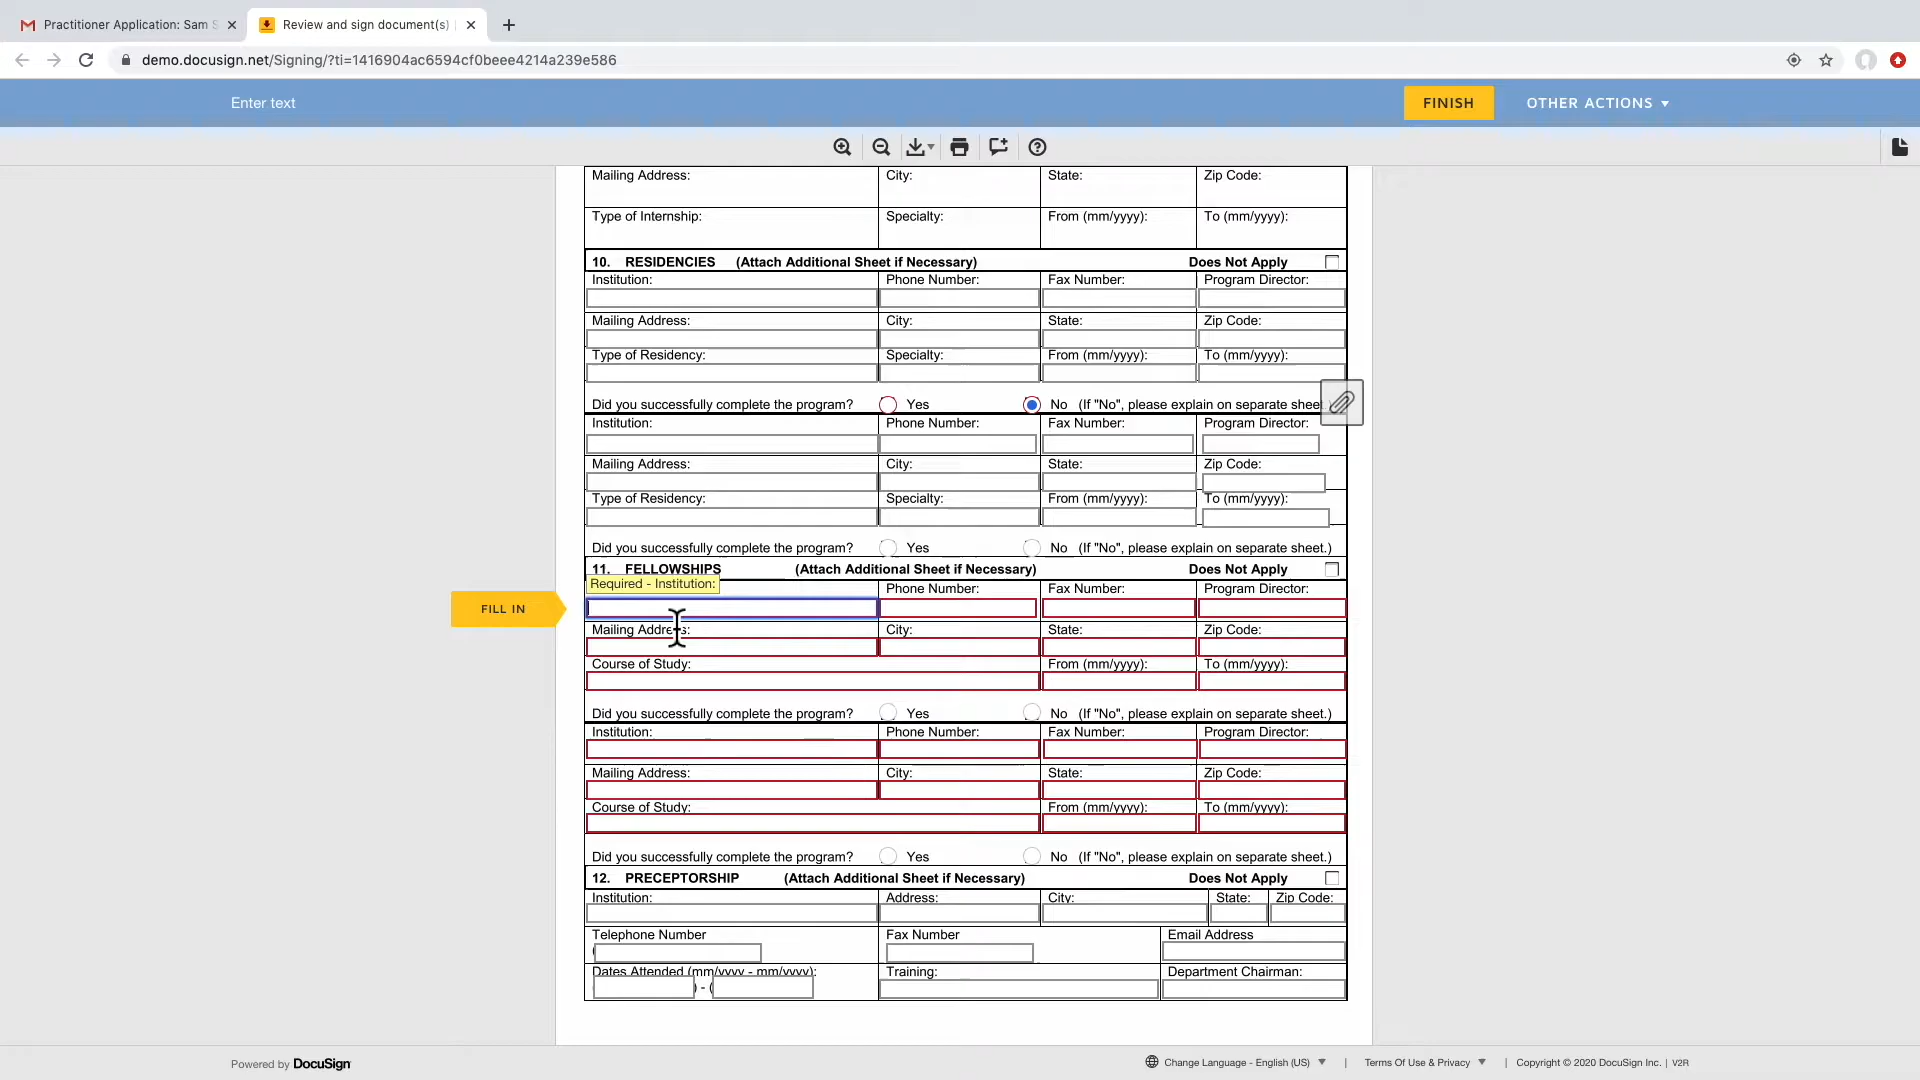 Practitioner Application: Sam S
Review and sign document(s)
demo.docusign.net/Signing/?ti=1416904ac6594cf0beee4214a239e586
Enter text
FINISH
OTHER ACTIONS
Mailing Address: City: State: Zip Code:
Type of Internship: Specialty: From (mm/yyyy): To (mm/yyyy):
10. RESIDENCIES (Attach Additional Sheet if Necessary) Does Not Apply
Institution: Phone Number: Fax Number: Program Director:
Mailing Address: City: State: Zip Code:
Type of Residency: Specialty: From (mm/yyyy): To (mm/yyyy):
Did you successfully complete the program? Yes No (If "No", please explain on separate sheet.)
Institution: Phone Number: Fax Number: Program Director:
Mailing Address: City: State: Zip Code:
Type of Residency: Specialty: From (mm/yyyy): To (mm/yyyy):
Did you successfully complete the program? Yes No (If "No", please explain on separate sheet.)
11. FELLOWSHIPS (Attach Additional Sheet if Necessary) Does Not Apply
Required - Institution: Phone Number: Fax Number: Program Director:
FILL IN
Mailing Address: City: State: Zip Code:
Course of Study: From (mm/yyyy): To (mm/yyyy):
Did you successfully complete the program? Yes No (If "No", please explain on separate sheet.)
Institution: Phone Number: Fax Number: Program Director:
Mailing Address: City: State: Zip Code:
Course of Study: From (mm/yyyy): To (mm/yyyy):
Did you successfully complete the program? Yes No (If "No", please explain on separate sheet.)
12. PRECEPTORSHIP (Attach Additional Sheet if Necessary) Does Not Apply
Institution: Address: City: State: Zip Code:
Telephone Number Fax Number Email Address
(
Dates Attended (mm/yyyy - mm/yyyy): Training: Department Chairman:
) - (
Powered by DocuSign
Change Language - English (US) | Terms Of Use & Privacy | Copyright © 2020 DocuSign Inc. | V2R